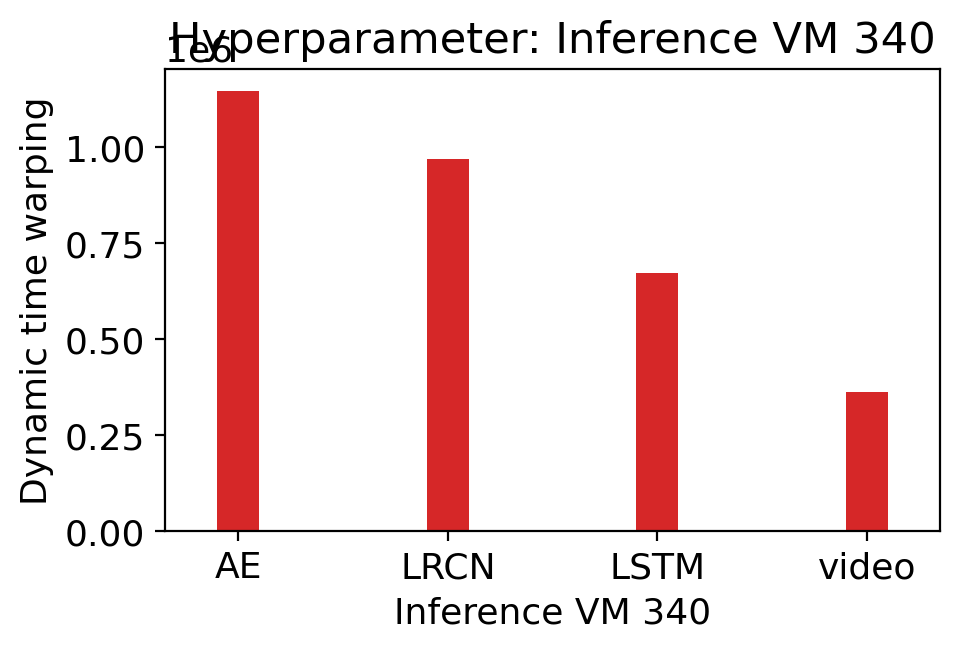 Hyperparameter: Inference VM 340
1e6
Dynamic time warping
1.00
0.75
0.50
0.25
0.00
AE LRCN LSTM video
Inference VM 340